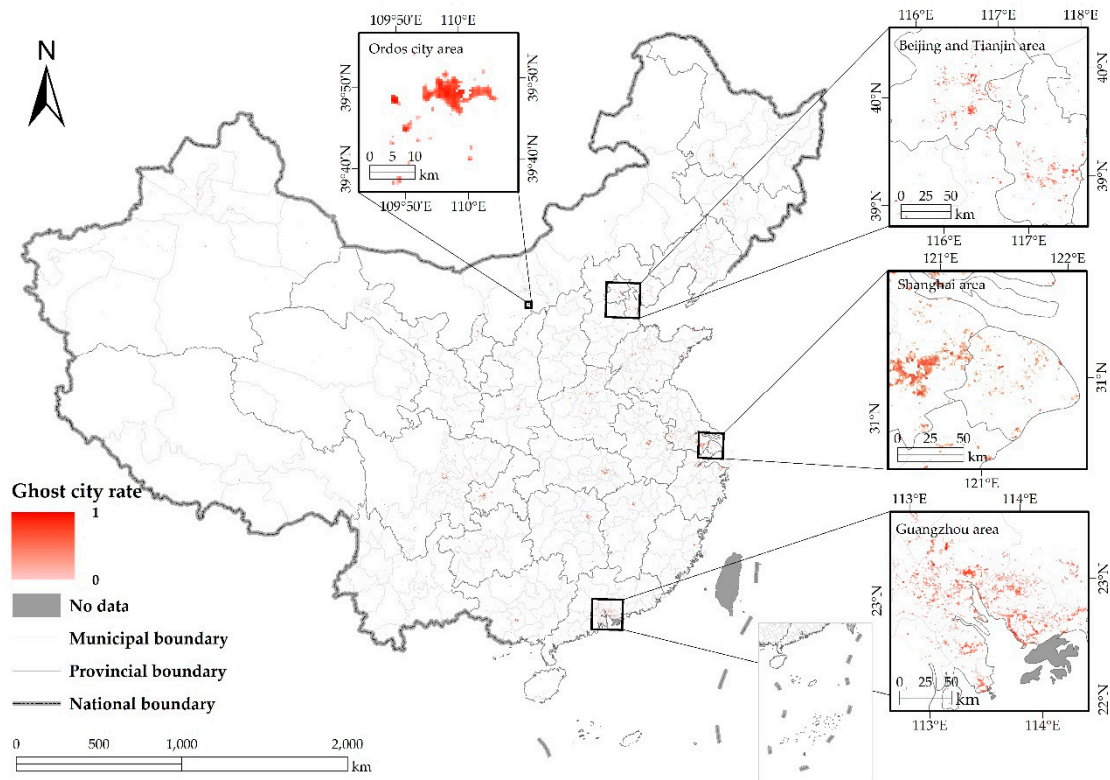 109°50'E 110°E
Ordos city area
39°50'N
39°50'N
39°40'N
39°40'N
0 5 10
km
109°50'E 110°E
N
116°E 117°E 118°E
Beijing and Tianjin area
40°N
40°N
39°N
39°N
0 25 50
km
116°E 117°E
121°E 122°E
Shanghai area
31°N
31°N
0 25 50
km
121°E
113°E 114°E
Guangzhou area
23°N
23°N
22°N
0 25 50
km
113°E 114°E
Ghost city rate
1
0
No data
Municipal boundary
Provincial boundary
National boundary
0 500 1,000 2,000
km